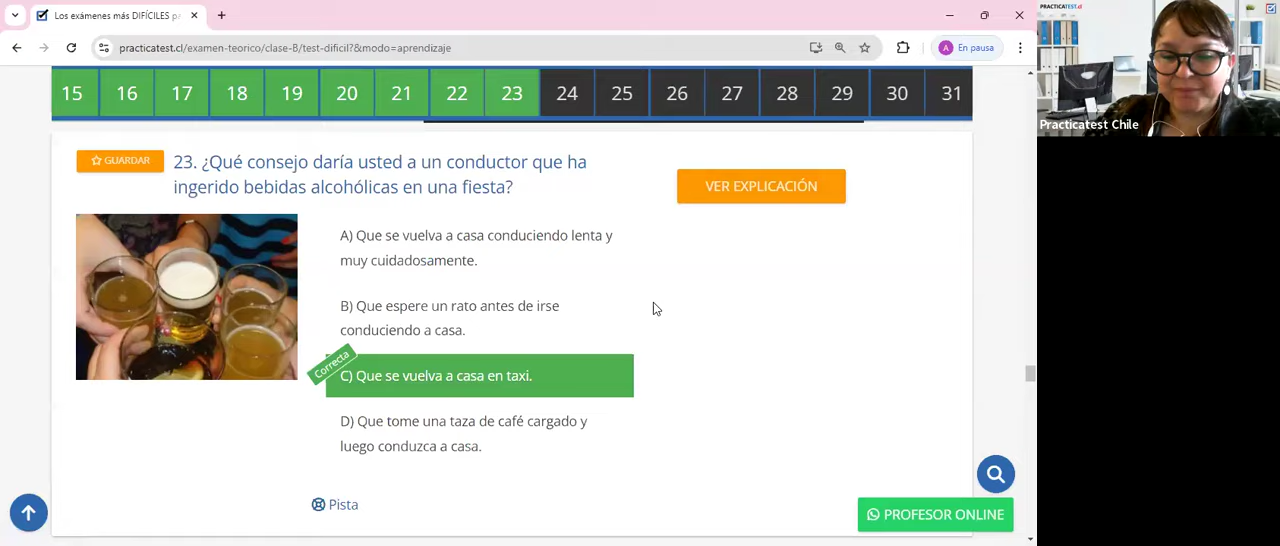 Los exámenes más DIFÍCILES p
practicatest.cl/examen-teorico/clase-B/test-dificil?&modo=aprendizaje
A
En pausa
PRACTICATEST.cl
Practicatest Chile
15 16 17 18 19 20 21 22 23 24 25 26 27 28 29 30 31
GUARDAR
23. ¿Qué consejo daría usted a un conductor que ha
ingerido bebidas alcohólicas en una fiesta?
VER EXPLICACIÓN
A) Que se vuelva a casa conduciendo lenta y
muy cuidadosamente.
B) Que espere un rato antes de irse
conduciendo a casa.
Correcta
C) Que se vuelva a casa en taxi.
D) Que tome una taza de café cargado y
luego conduzca a casa.
Pista
PROFESOR ONLINE